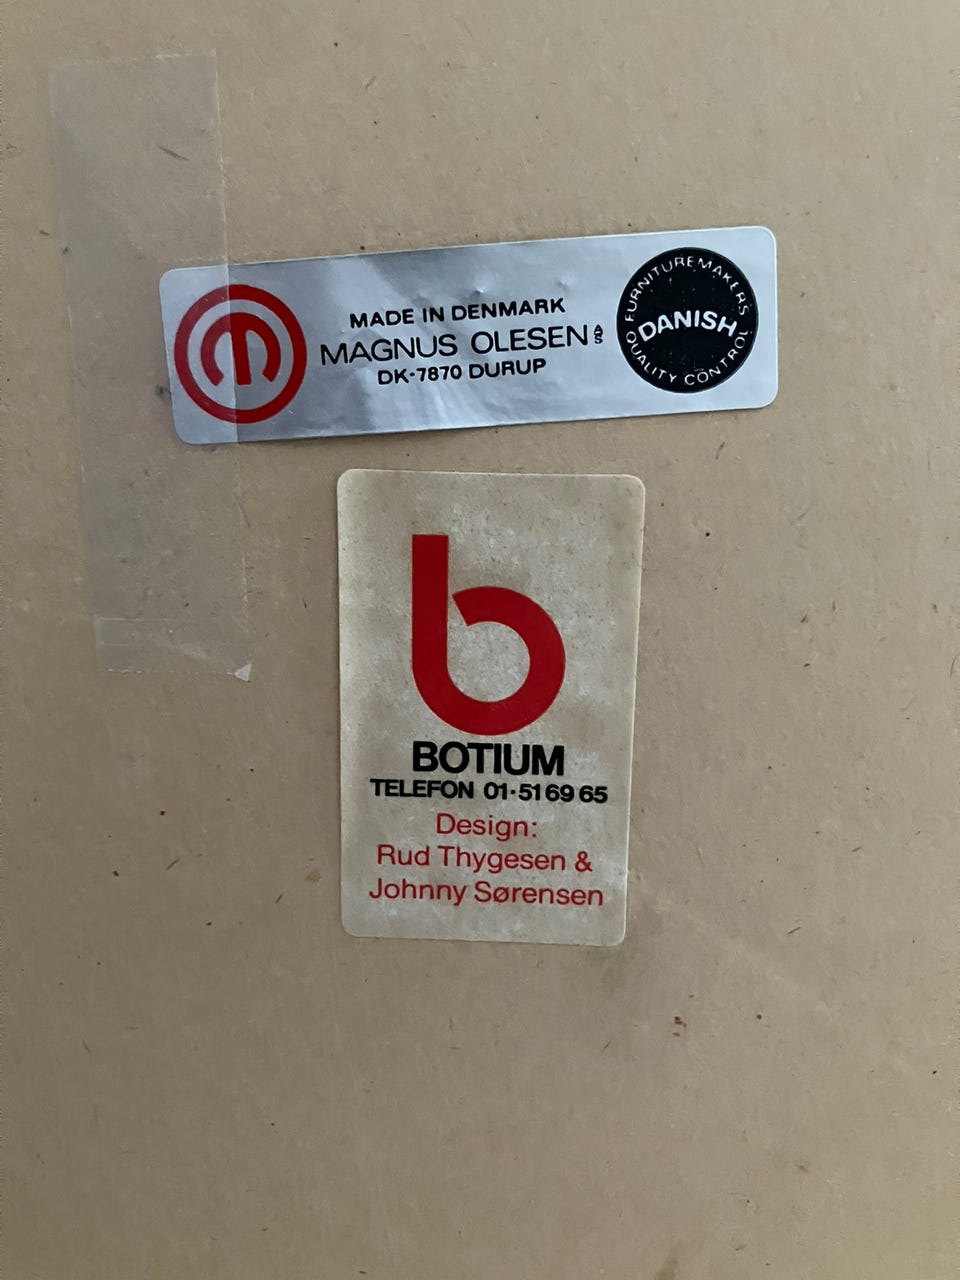 MADE IN DENMARK
MAGNUS OLESEN A/S
DK-7870 DURUP
FURNITUREMAKERS
DANISH
QUALITY CONTROL
b
BOTIUM
TELEFON 01·51 69 65
Design:
Rud Thygesen &
Johnny Sørensen